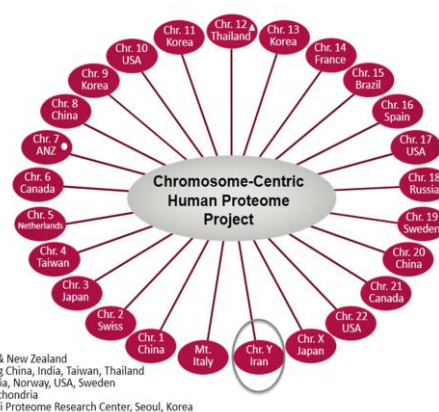 Chr. 11
Korea
Chr. 12
Thailand
Chr. 13
Korea
Chr. 10
USA
Chr. 14
France
Chr. 9
Korea
Chr. 15
Brazil
Chr. 8
China
Chr. 16
Spain
Chr. 7
ANZ
Chr. 17
USA
Chr. 6
Canada
Chromosome-Centric
Human Proteome
Project
Chr. 18
Russia
Chr. 5
Netherlands
Chr. 19
Sweden
Chr. 4
Taiwan
Chr. 20
China
Chr. 3
Japan
Chr. 21
Canada
Chr. 2
Swiss
Chr. 22
USA
Chr. 1
China
Mt.
Italy
Chr. Y
Iran
Chr. X
Japan
& New Zealand
China, India, Taiwan, Thailand
Norway, USA, Sweden
Proteome Research Center, Seoul, Korea